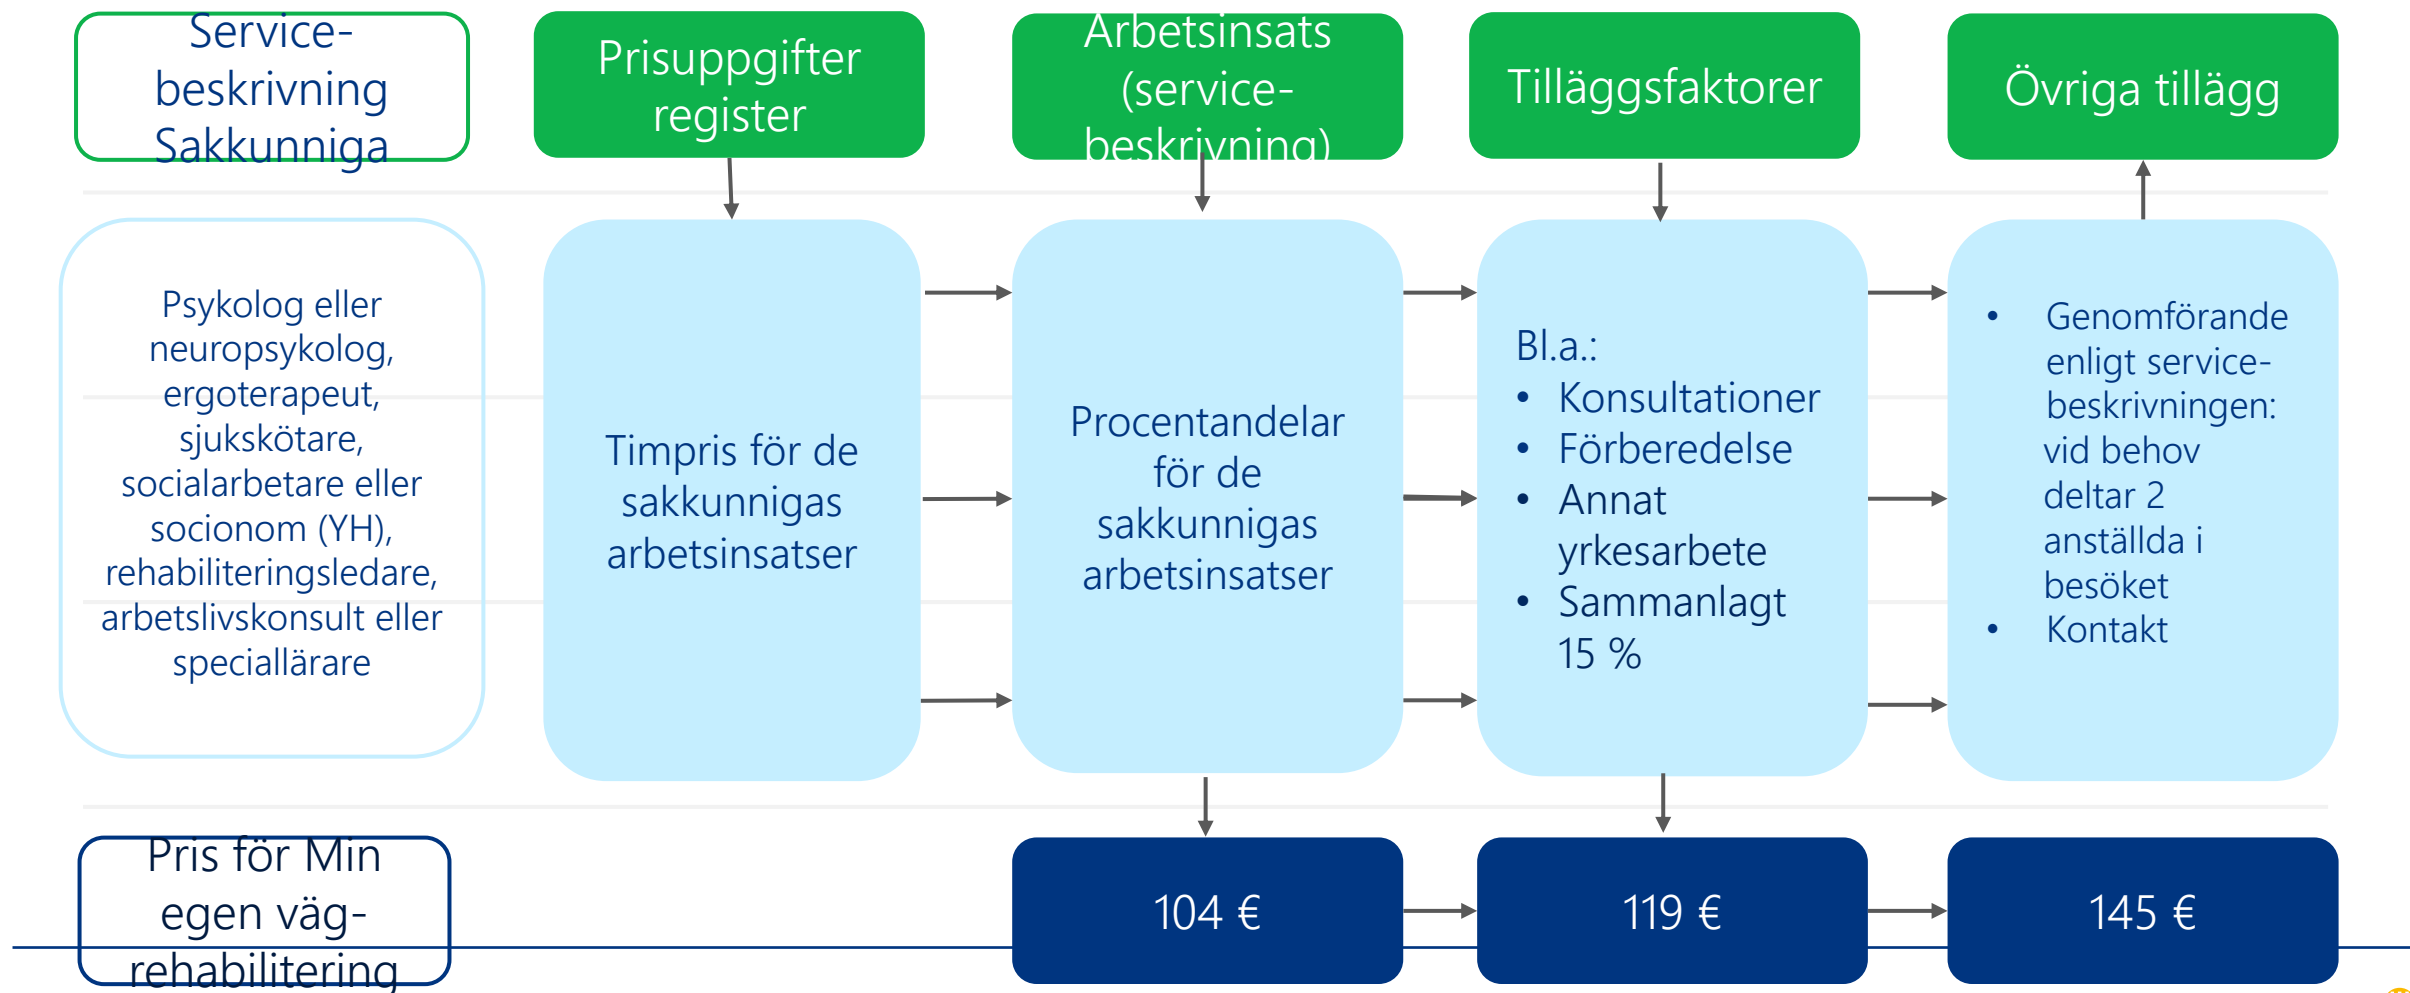 Service-
beskrivning
Sakkunniga
Prisuppgifter
register
Arbetsinsats
(service-
beskrivning)
Tilläggsfaktorer
Övriga tillägg
Psykolog eller
neuropsykolog,
ergoterapeut,
sjukskötare,
socialarbetare eller
socionom (YH),
rehabiliteringsledare,
arbetslivskonsult eller
speciallärare
Timpris för de
sakkunnigas
arbetsinsatser
Procentandelar
för de
sakkunnigas
arbetsinsatser
Bl.a.:
• Konsultationer
• Förberedelse
• Annat
yrkesarbete
• Sammanlagt
15 %
• Genomförande
enligt service-
beskrivningen:
vid behov
deltar 2
anställda i
besöket
• Kontakt
Pris för Min
egen väg-
rehabilitering
104 €
119 €
145 €